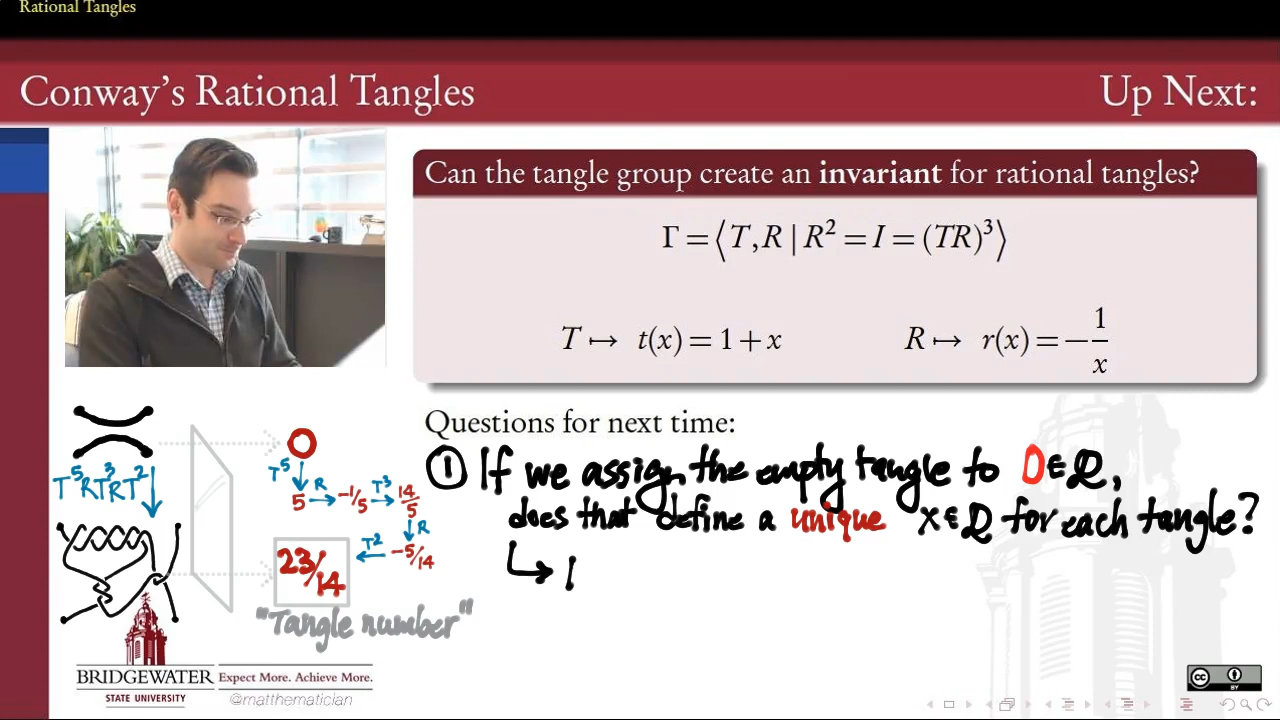 Rational Tangles
Conway's Rational Tangles
Up Next:
Can the tangle group create an invariant for rational tangles?
Γ = ⟨T, R | R² = I = (TR)³⟩
T ↦ t(x) = 1 + x
R ↦ r(x) = −1/x
Questions for next time:
① If we assign the empty tangle to 0 ∈ ℚ,
does that define a unique x ∈ ℚ for each tangle?
T⁵RT³RT²
0
T⁵
5 R → -1/5 T³ → 14/5
R
T² -5/14
23/14
"Tangle number"
BRIDGEWATER
STATE UNIVERSITY
Expect More. Achieve More.
@matthematician
CC
BY